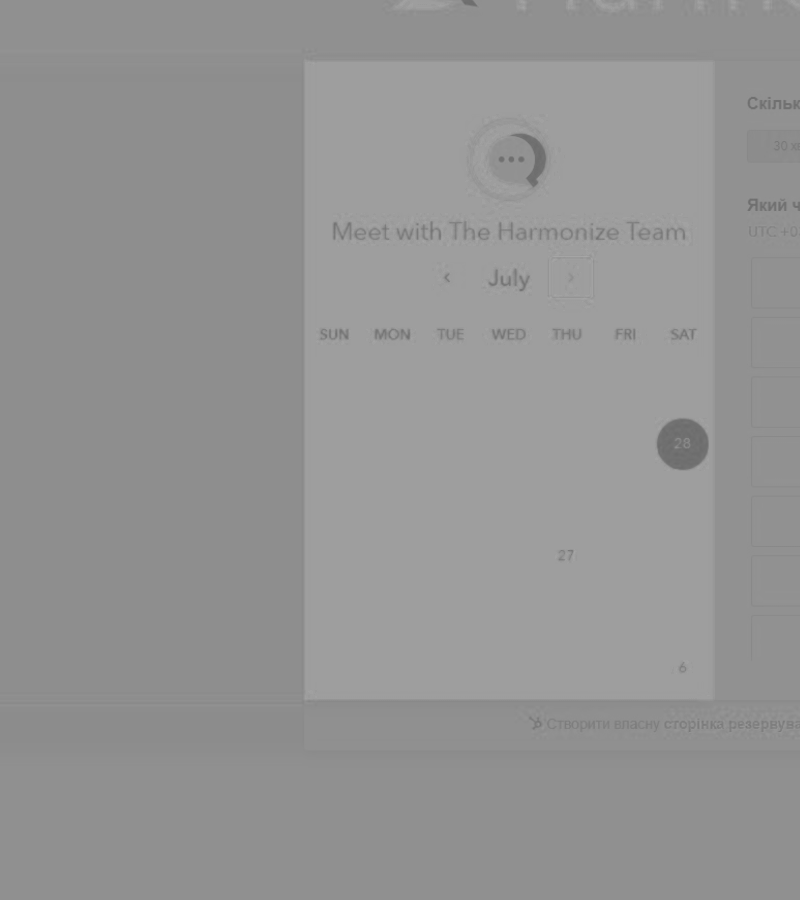 Meet with The Harmonize Team
July
SUN MON TUE WED THU FRI SAT
28
27
6
Скільк
30 хв
Який ч
UTC +0
Створити власну сторінка резервува